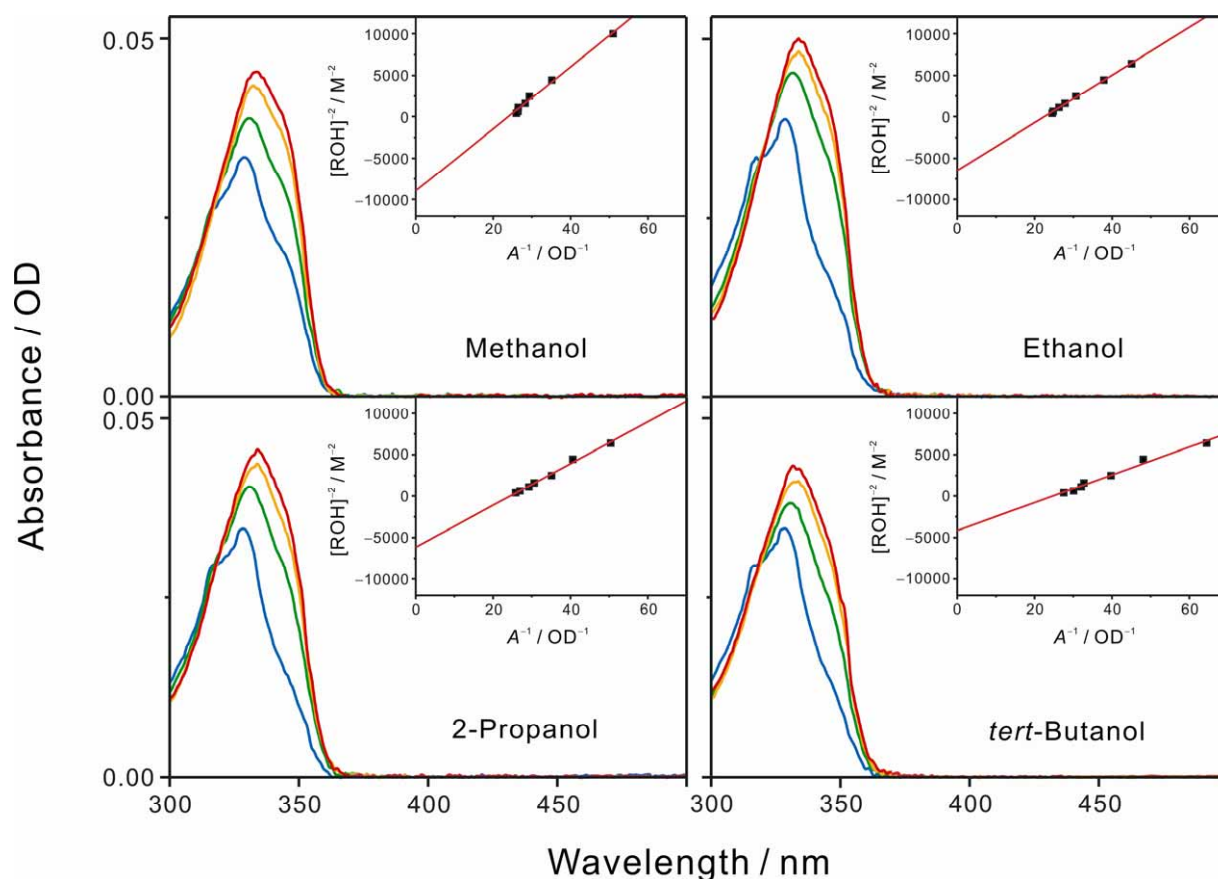 Absorbance / OD
0.05
0.00
[ROH]⁻² / M⁻²
10000
5000
0
−5000
−10000
0 20 40 60
A⁻¹ / OD⁻¹
Methanol
[ROH]⁻² / M⁻²
10000
5000
0
−5000
−10000
0 20 40 60
A⁻¹ / OD⁻¹
Ethanol
0.05
0.00
[ROH]⁻² / M⁻²
10000
5000
0
−5000
−10000
0 20 40 60
A⁻¹ / OD⁻¹
2-Propanol
300 350 400 450
[ROH]⁻² / M⁻²
10000
5000
0
−5000
−10000
0 20 40 60
A⁻¹ / OD⁻¹
tert-Butanol
300 350 400 450
Wavelength / nm